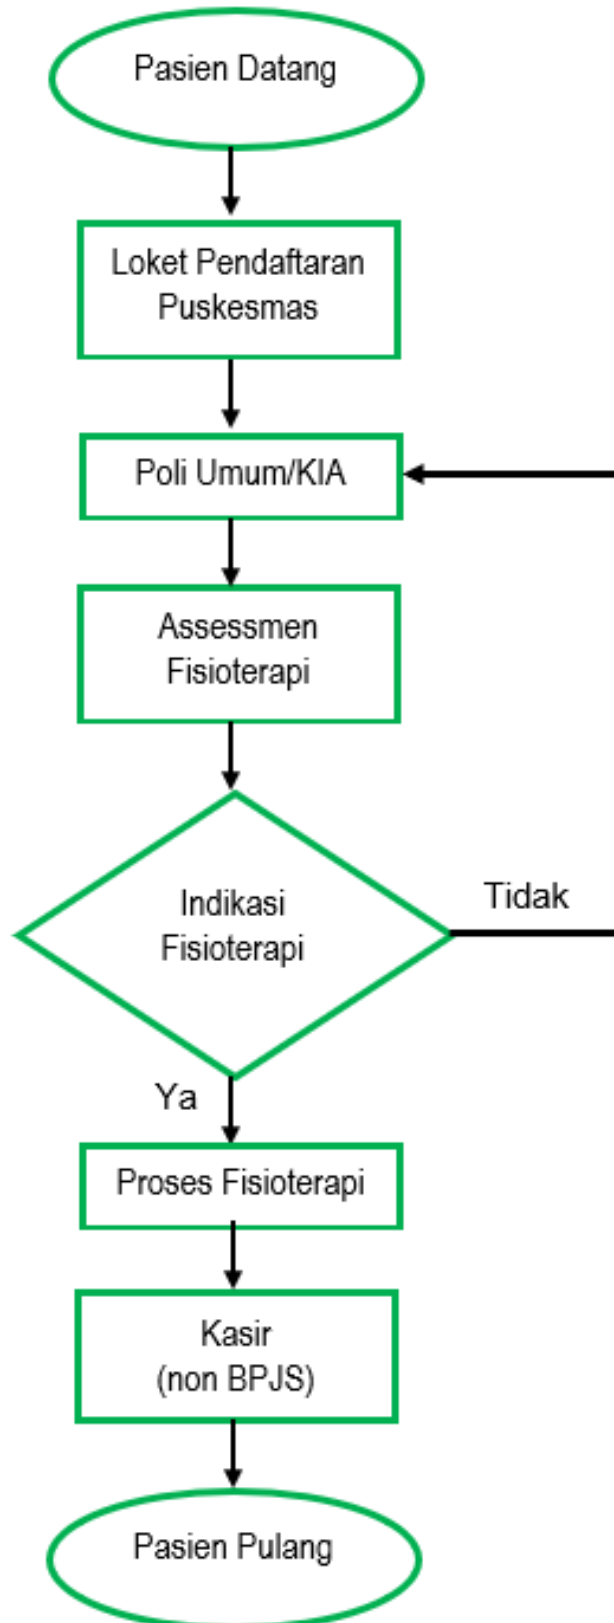 Pasien Datang
Loket Pendaftaran
Puskesmas
Poli Umum/KIA
Assessmen
Fisioterapi
Indikasi
Fisioterapi
Tidak
Ya
Proses Fisioterapi
Kasir
(non BPJS)
Pasien Pulang